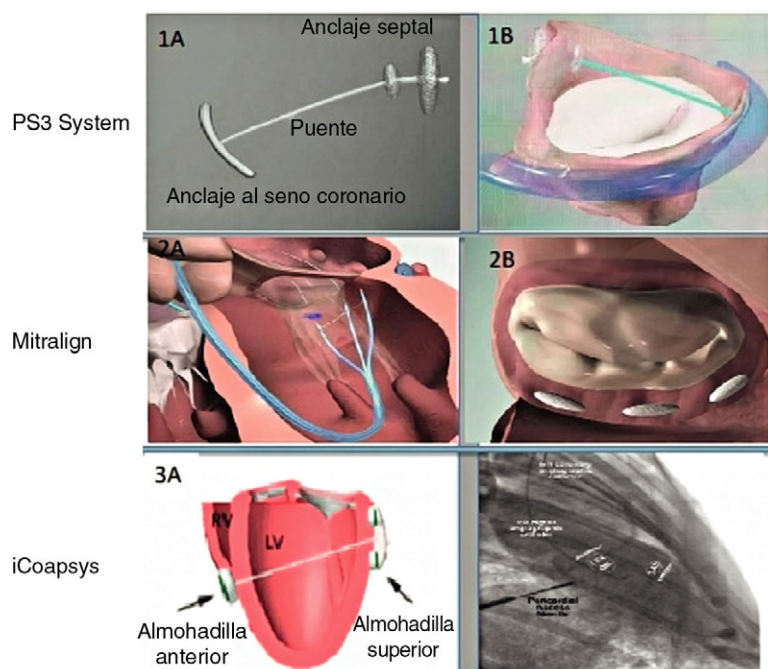 PS3 System
1A
Anclaje septal
Puente
Anclaje al seno coronario
1B
Mitralign
2A
2B
iCoapsys
3A
RV
LV
Almohadilla
anterior
Almohadilla
superior
Pericardial